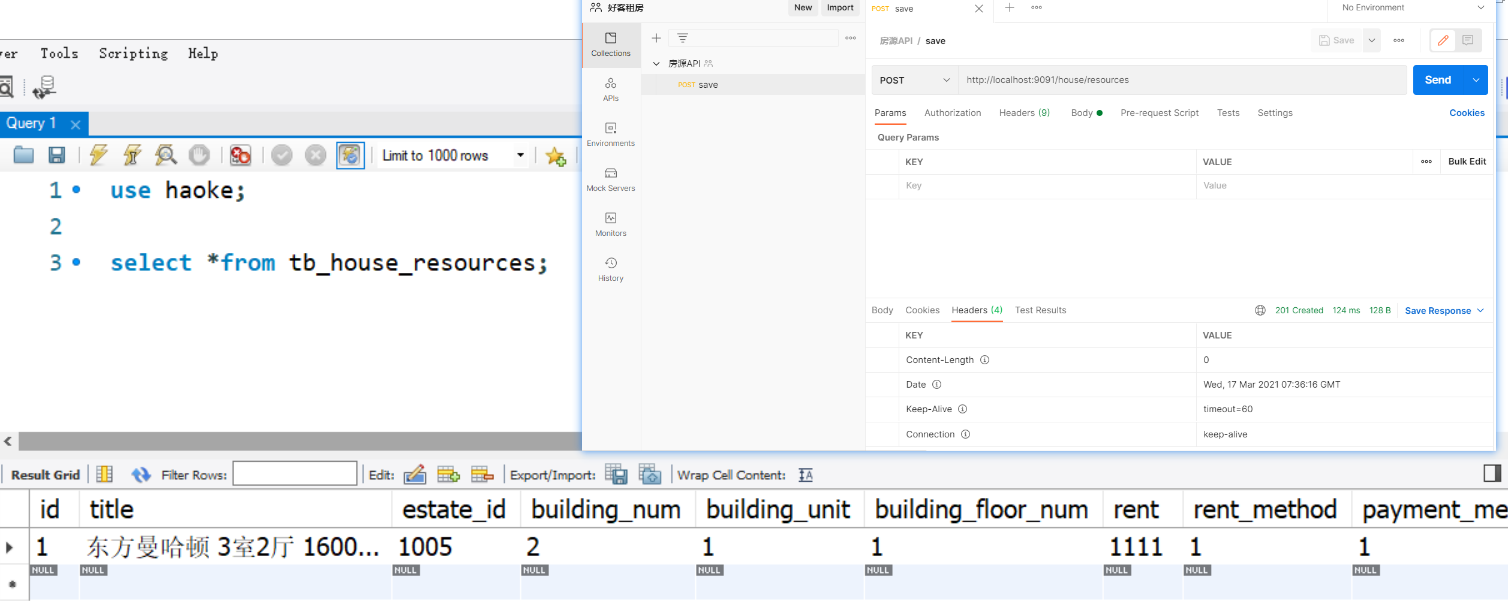 ver Tools Scripting Help
Query 1
Limit to 1000 rows
1 use haoke;
2
3 select *from tb_house_resources;
好客租房
New Import
POST save
No Environment
Collections
APIs
Environments
Mock Servers
Monitors
History
房源API
POST save
房源API / save
Save
POST http://localhost:9091/house/resources Send
Params Authorization Headers (9) Body Pre-request Script Tests Settings Cookies
Query Params
KEY VALUE Bulk Edit
Key Value
Body Cookies Headers (4) Test Results 201 Created 124 ms 128 B Save Response
KEY VALUE
Content-Length 0
Date Wed, 17 Mar 2021 07:36:16 GMT
Keep-Alive timeout=60
Connection keep-alive
Result Grid Filter Rows: Edit: Export/Import: Wrap Cell Content:
id title estate_id building_num building_unit building_floor_num rent rent_method payment_me
1 东方曼哈顿 3室2厅 1600... 1005 2 1 1 1111 1 1
NULL NULL NULL NULL NULL NULL NULL NULL NULL